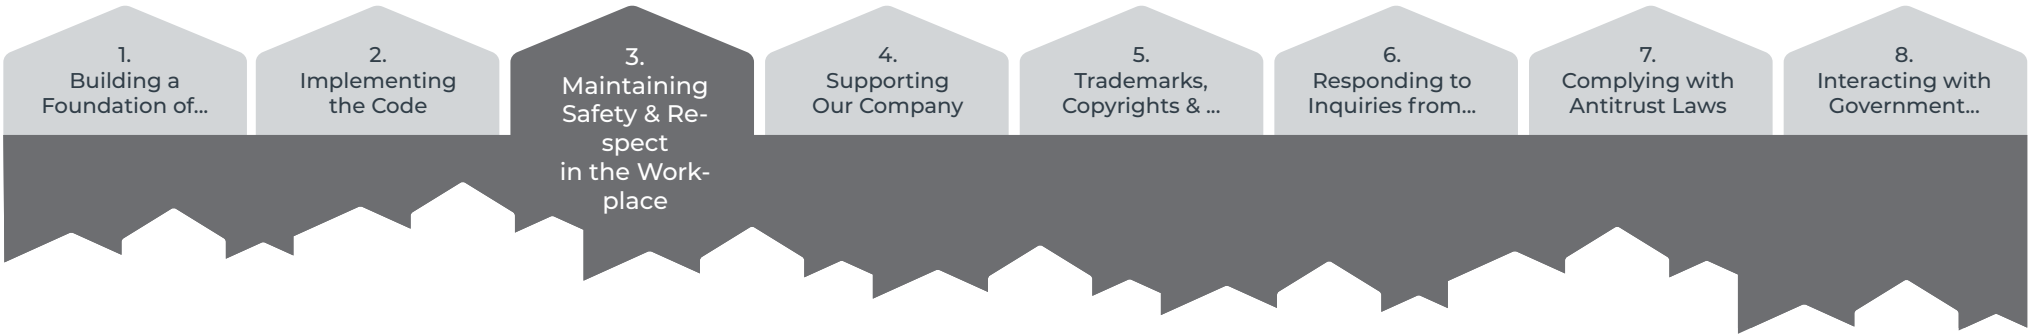 1.
Building a
Foundation of...
2.
Implementing
the Code
3.
Maintaining
Safety & Re-
spect
in the Work-
place
4.
Supporting
Our Company
5.
Trademarks,
Copyrights & ...
6.
Responding to
Inquiries from...
7.
Complying with
Antitrust Laws
8.
Interacting with
Government...